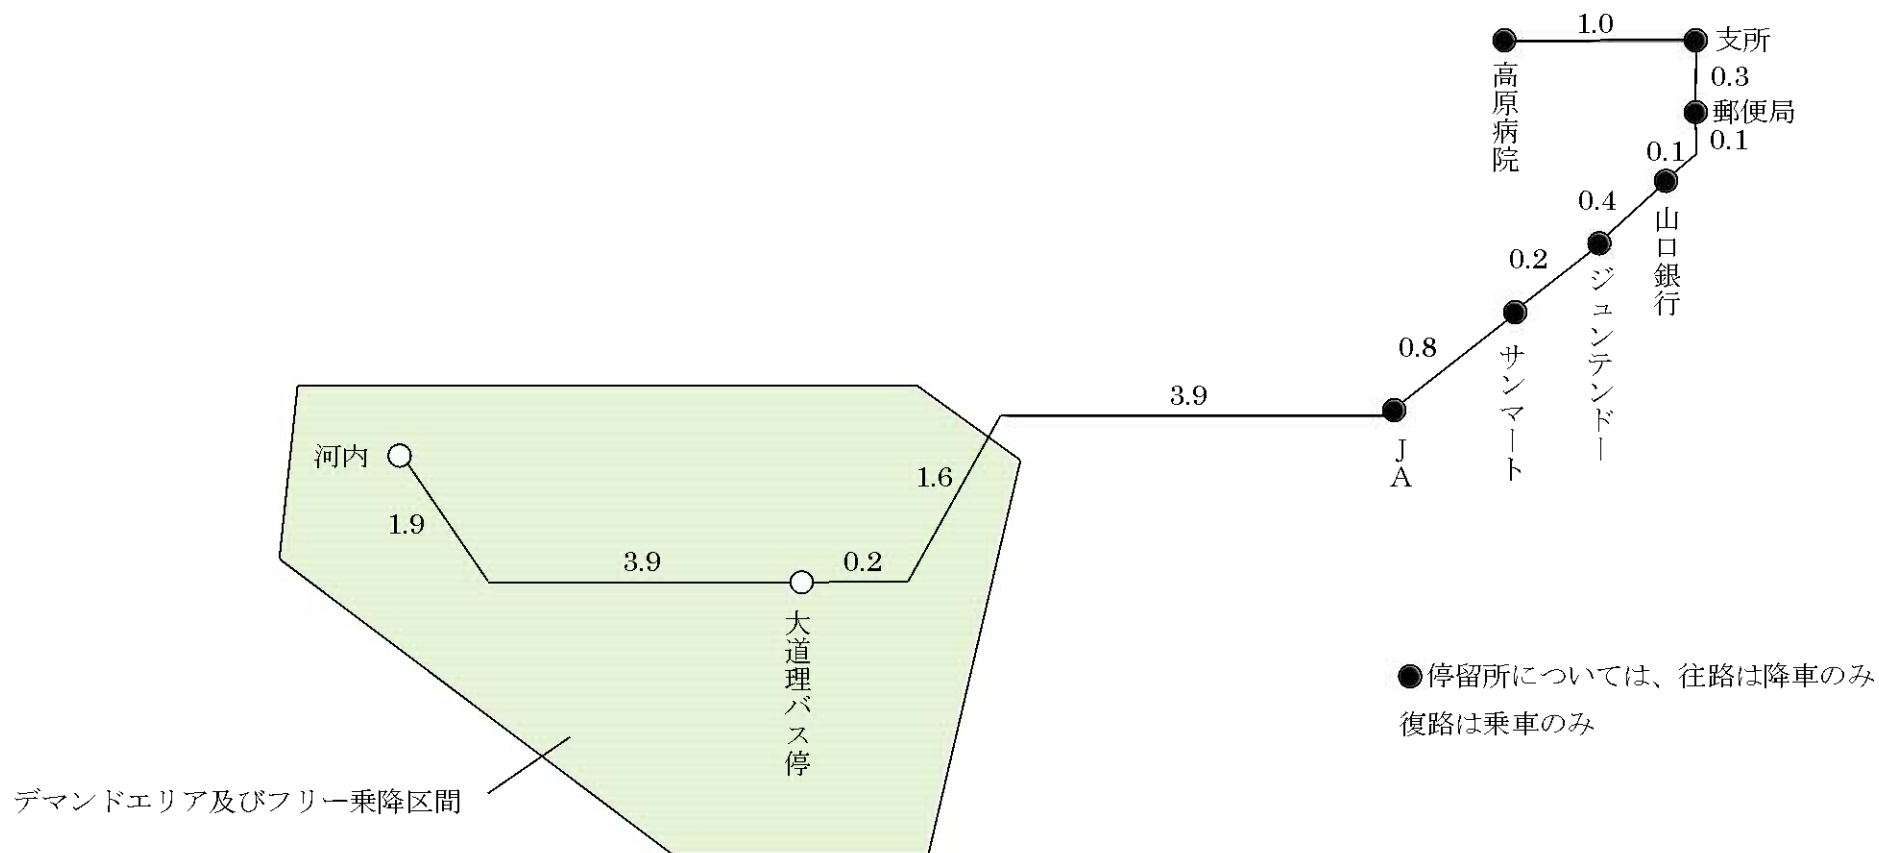 1.0
支所
高原病院
0.3
郵便局
0.1
0.1
山口銀行
0.4
ジュンテンドー
0.2
サンマート
0.8
JA
3.9
1.6
河内
1.9
3.9
0.2
大道理バス停
●停留所については、往路は降車のみ
復路は乗車のみ
デマンドエリア及びフリー乗降区間